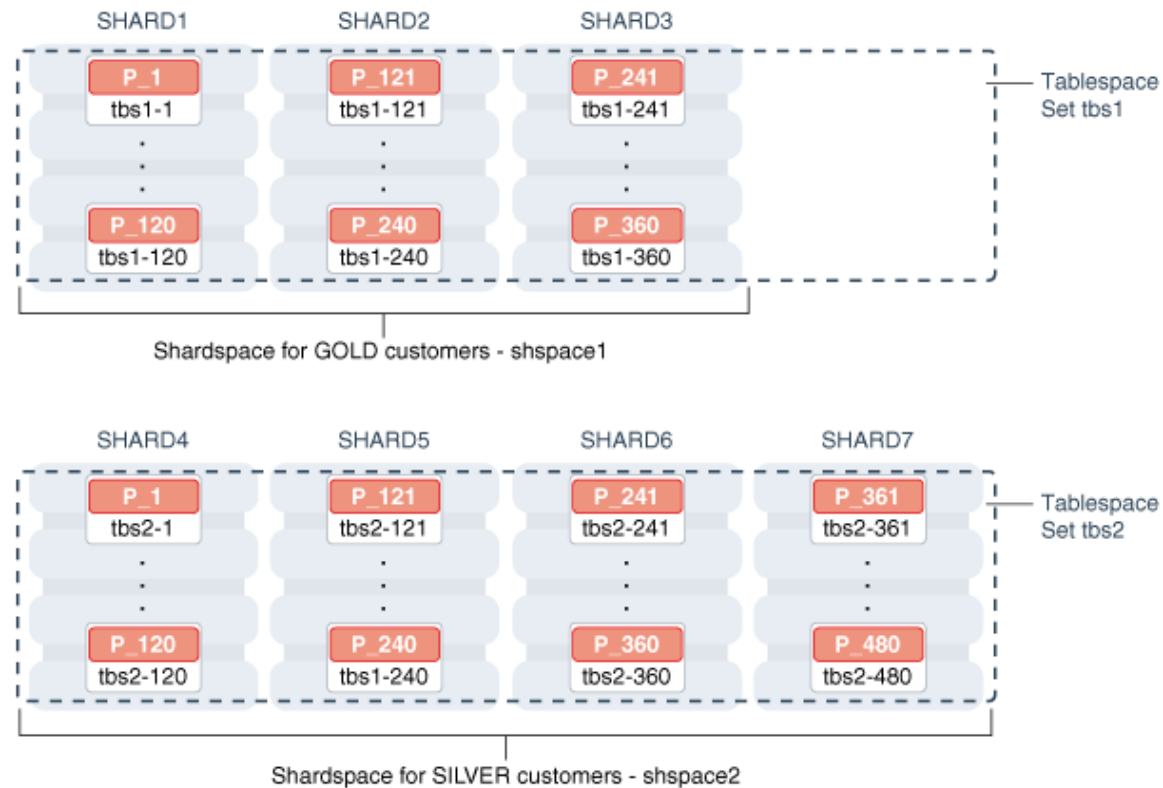 SHARD1 SHARD2 SHARD3
P_1 P_121 P_241
tbs1-1 tbs1-121 tbs1-241
Tablespace
Set tbs1
P_120 P_240 P_360
tbs1-120 tbs1-240 tbs1-360
Shardspace for GOLD customers - shspace1
SHARD4 SHARD5 SHARD6 SHARD7
P_1 P_121 P_241 P_361
tbs2-1 tbs2-121 tbs2-241 tbs2-361
Tablespace
Set tbs2
P_120 P_240 P_360 P_480
tbs2-120 tbs1-240 tbs2-360 tbs2-480
Shardspace for SILVER customers - shspace2